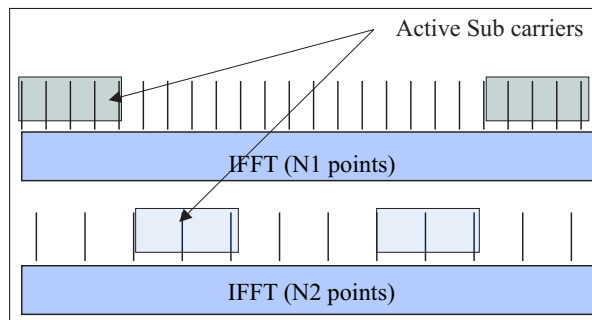 Active Sub carriers
IFFT (N1 points)
IFFT (N2 points)